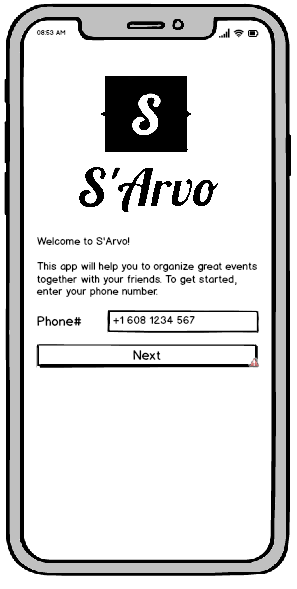 08:53 AM
S
S'Arvo
Welcome to S'Arvo!
This app will help you to organize great events
together with your friends. To get started,
enter your phone number.
Phone# +1 608 1234 567
Next